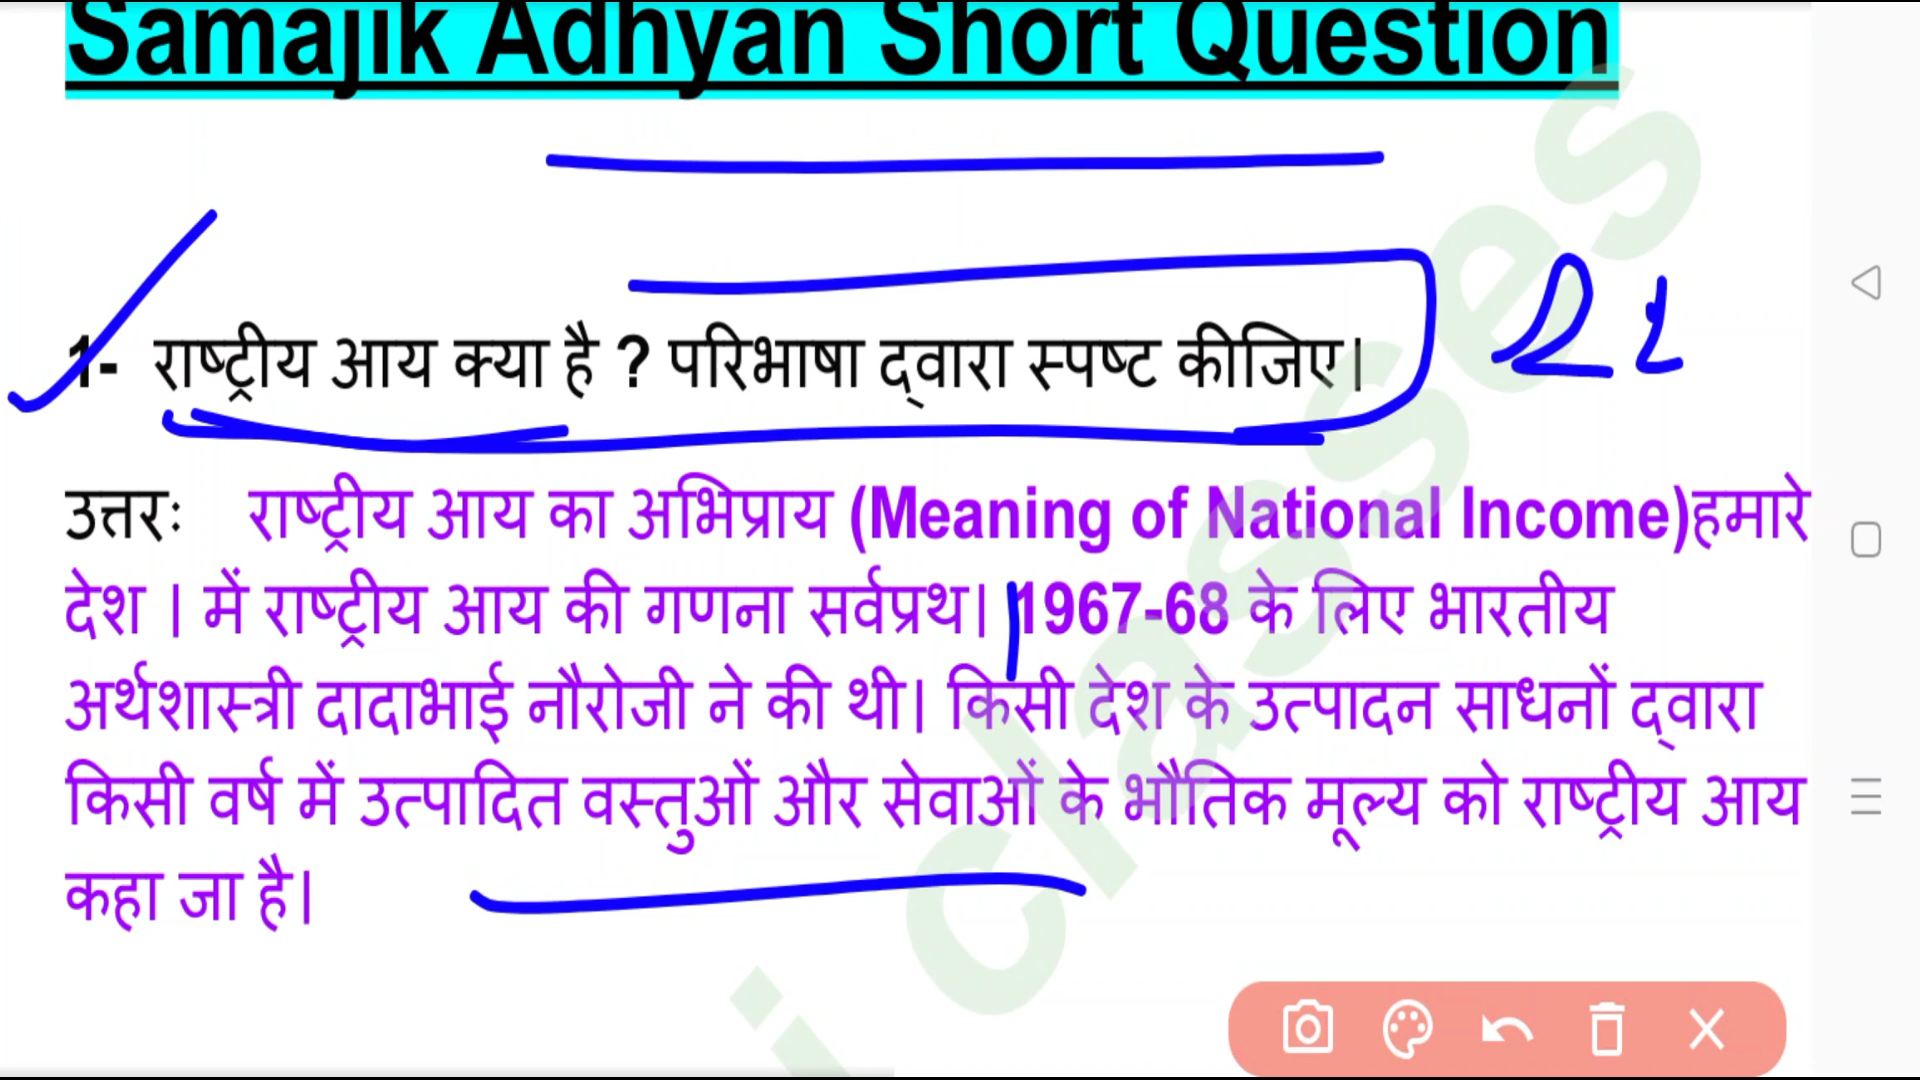 Samajik Adhyan Short Question
1- राष्ट्रीय आय क्या है ? परिभाषा द्वारा स्पष्ट कीजिए।
उत्तरः राष्ट्रीय आय का अभिप्राय (Meaning of National Income)हमारे
देश । में राष्ट्रीय आय की गणना सर्वप्रथ। 1967-68 के लिए भारतीय
अर्थशास्त्री दादाभाई नौरोजी ने की थी। किसी देश के उत्पादन साधनों द्वारा
किसी वर्ष में उत्पादित वस्तुओं और सेवाओं के भौतिक मूल्य को राष्ट्रीय आय
कहा जा है।
classes